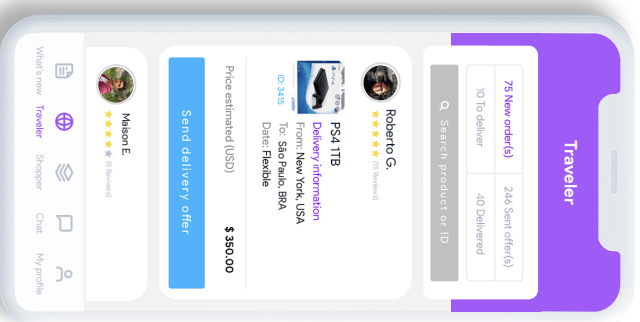 Traveler
75 New order(s)
246 Sent offer(s)
10 To deliver
40 Delivered
Search product or ID
Roberto G.
(15 Reviews)
PS4 1TB
Delivery information
From: New York, USA
To: São Paulo, BRA
Date: Flexible
ID: 3415
Price estimated (USD)
$ 350.00
Send delivery offer
Maison E.
(5 Reviews)
What's new
Traveler
Shopper
Chat
My profile